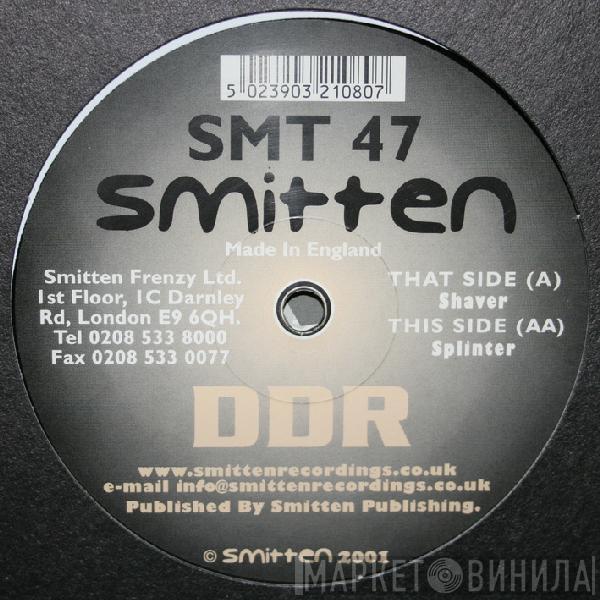 5 023903 210807
SMT 47
smitten
Made In England
Smitten Frenzy Ltd.
1st Floor, 1C Darnley
Rd, London E9 6QH.
Tel 0208 533 8000
Fax 0208 533 0077
THAT SIDE (A)
Shaver
THIS SIDE (AA)
Splinter
DDR
www.smittenrecordings.co.uk
e-mail info@smittenrecordings.co.uk
Published By Smitten Publishing.
© smitten 2001
МАРКЕТ ВИНИЛА